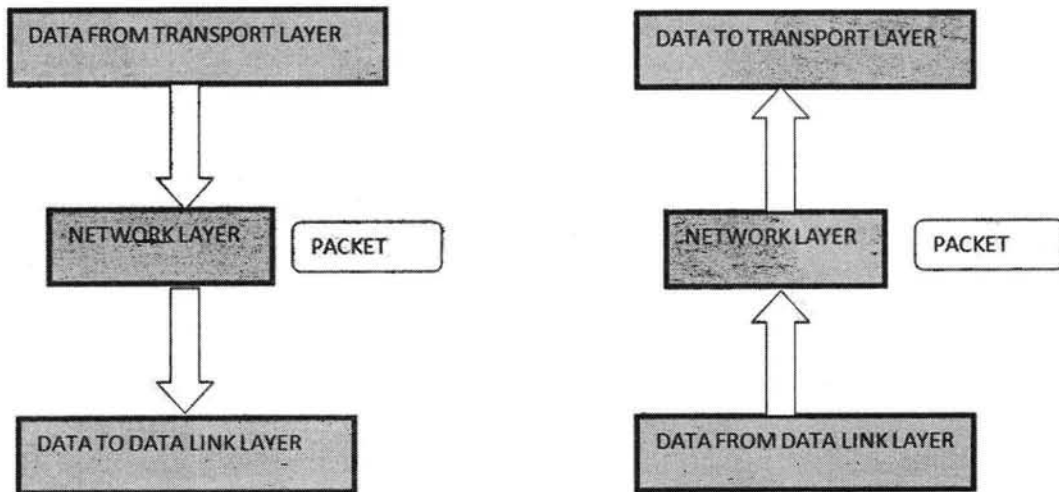 DATA FROM TRANSPORT LAYER
NETWORK LAYER
PACKET
DATA TO DATA LINK LAYER
DATA TO TRANSPORT LAYER
NETWORK LAYER
PACKET
DATA FROM DATA LINK LAYER